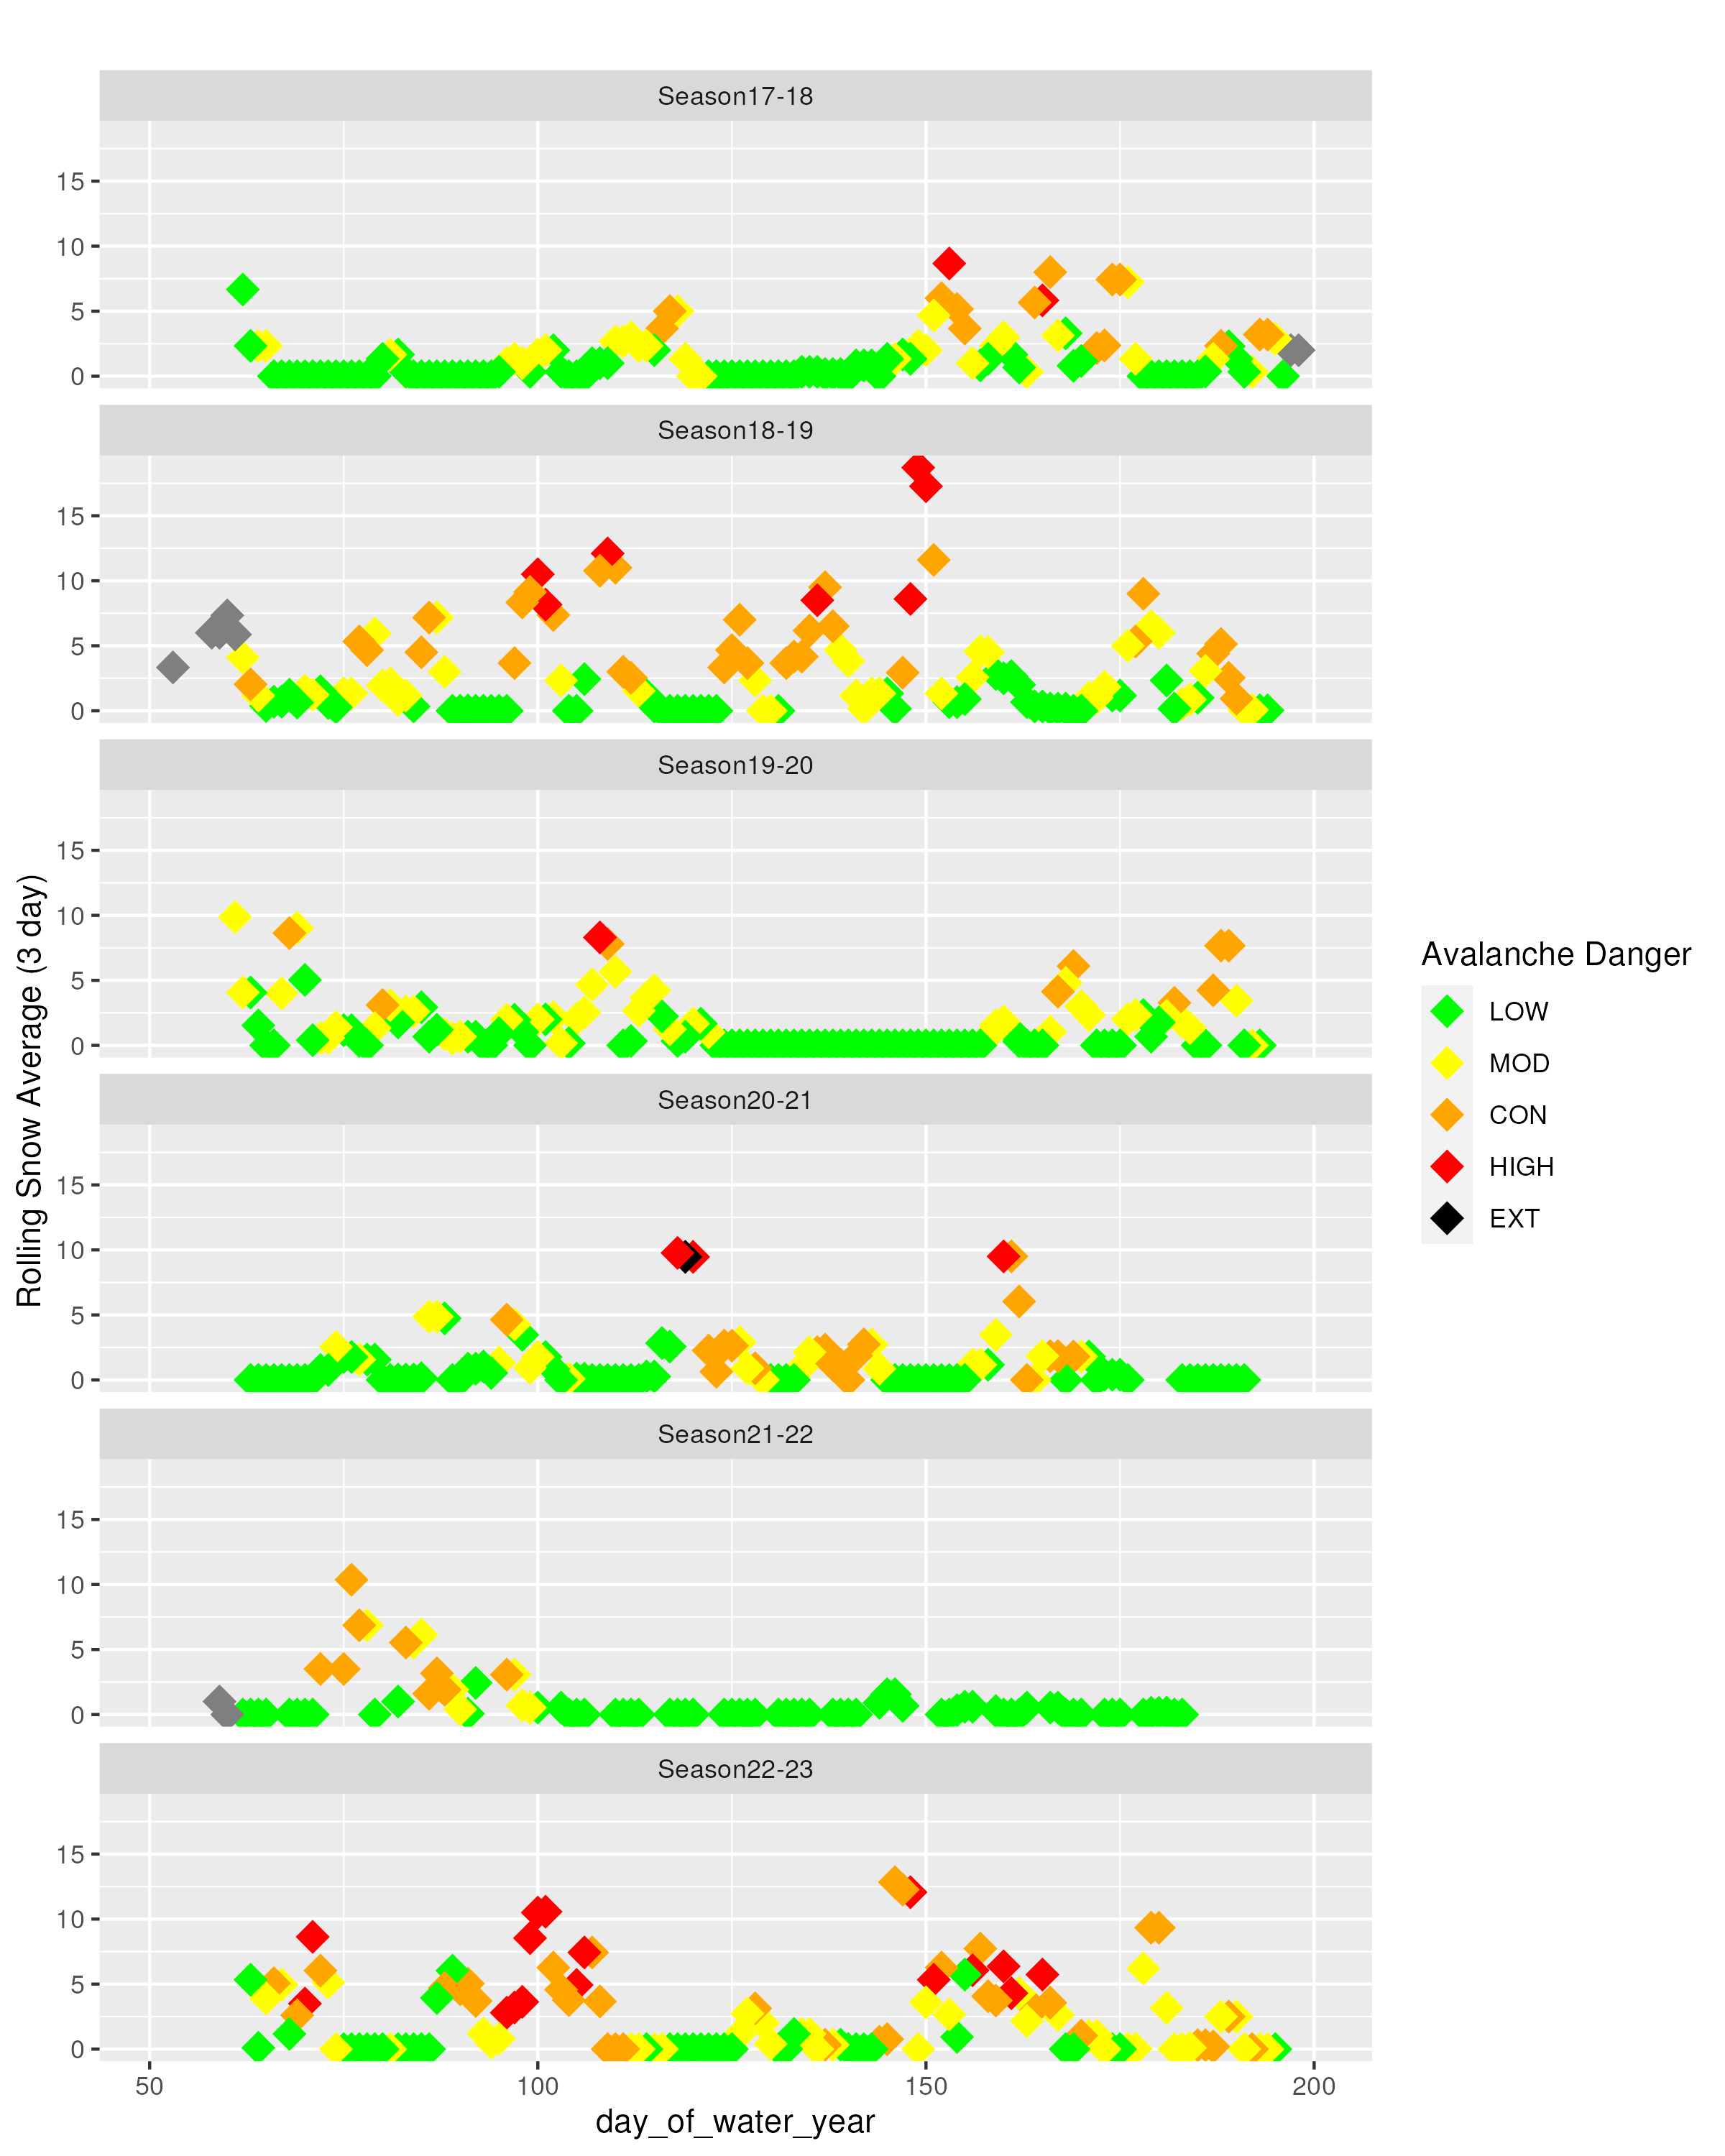 Season17-18
15
10
5
0
Season18-19
15
10
5
0
Season19-20
15
10
5
0
Season20-21
15
10
5
0
Season21-22
15
10
5
0
Season22-23
15
10
5
0
50 100 150 200
day_of_water_year
Rolling Snow Average (3 day)
Avalanche Danger
LOW
MOD
CON
HIGH
EXT